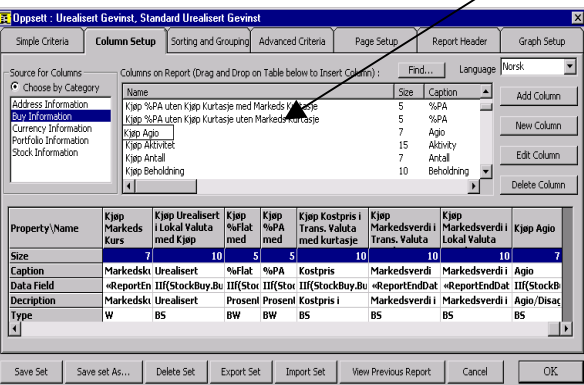 Oppsett : Urealisert Gevinst, Standard Urealisert Gevinst
Simple Criteria Column Setup Sorting and Grouping Advanced Criteria Page Setup Report Header Graph Setup
Source for Columns Columns on Report (Drag and Drop on Table below to Insert Column) : Find... Language Norsk
Choose by Category
Address Information
Buy Information
Currency Information
Portfolio Information
Stock Information
Name Size Caption
Kjøp %PA uten Kjøp Kurtasje med Markeds Kurtasje 5 %PA
Kjøp %PA uten Kjøp Kurtasje uten Markeds Kurtasje 5 %PA
Kjøp Agio 7 Agio
Kjøp Aktivitet 15 Aktivity
Kjøp Antall 7 Antall
Kjøp Beholdning 10 Beholdning
Add Column
New Column
Edit Column
Delete Column
Property\Name Kjøp Markeds Kurs Kjøp Urealisert i Lokal Valuta med Kjøp Kjøp %Flat med Kjøp %PA med Kjøp Kostpris i Trans. Valuta med kurtasje Kjøp Markedsverdi i Trans. Valuta Kjøp Markedsverdi i Lokal Valuta Kjøp Agio
Size 7 10 5 5 10 10 10 7
Caption Markedsku Urealisert %Flat %PA Kostpris Markedsverdi Markedsverdi i Agio
Data Field «ReportEn IIf(StockBuy.Bu IIf(Stoc IIf(Stoc IIf(StockBuy.Bu «ReportEndDat «ReportEndDat IIf(StockB
Decription Markedsku Urealisert i Prosent Prosent Kostpris i Markedsverdi i Markedsverdi i Agio/Disag
Type W BS BW BW BS BS BS BS
Save Set Save set As... Delete Set Export Set Import Set View Previous Report Cancel OK